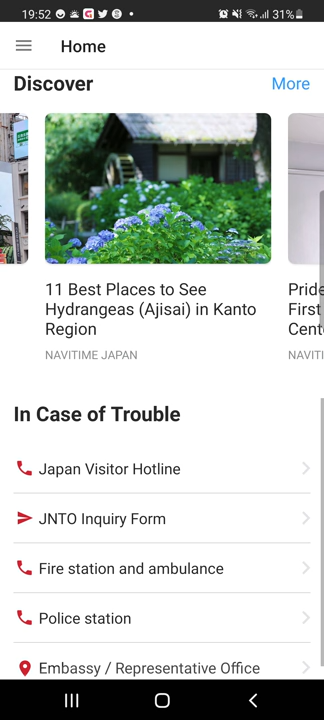 19:52
31%
Home
Discover
More
11 Best Places to See
Hydrangeas (Ajisai) in Kanto
Region
NAVITIME JAPAN
Pride
First
Cent
NAVITI
In Case of Trouble
Japan Visitor Hotline
JNTO Inquiry Form
Fire station and ambulance
Police station
Embassy / Representative Office